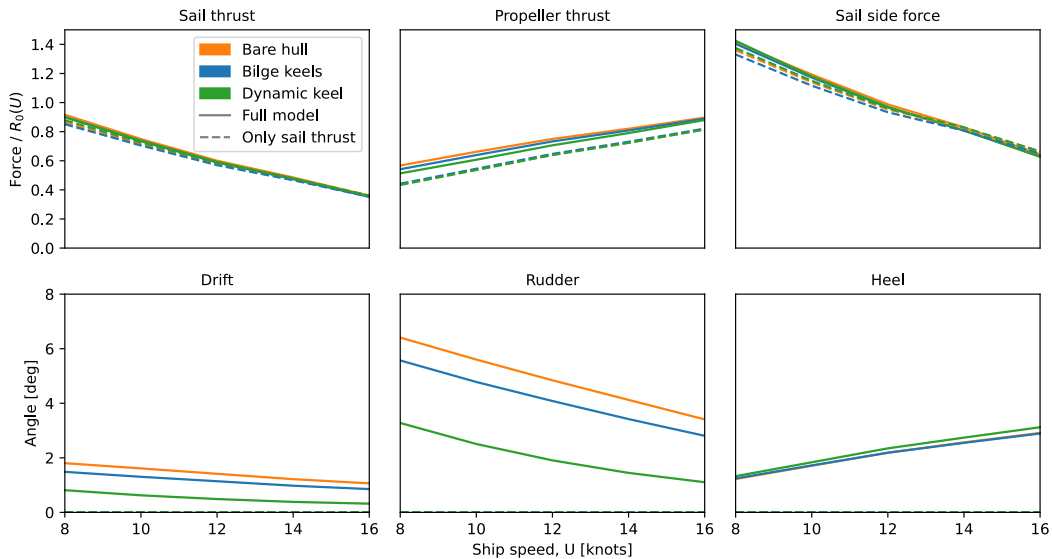 Sail thrust
Propeller thrust
Sail side force
Force / R₀(U)
1.4
1.2
1.0
0.8
0.6
0.4
0.2
0.0
Bare hull
Bilge keels
Dynamic keel
Full model
Only sail thrust
Drift
Rudder
Heel
Angle [deg]
8
6
4
2
0
8 10 12 14 16
8 10 12 14 16
8 10 12 14 16
Ship speed, U [knots]